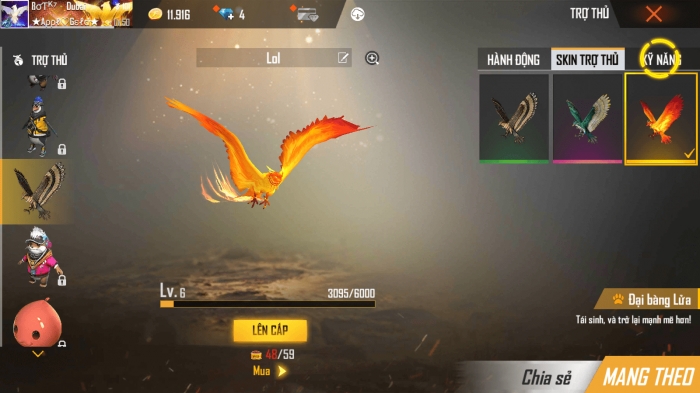 11.916
4
TRỢ THỦ
TRỢ THỦ
Lol
HÀNH ĐỘNG
SKIN TRỢ THỦ
KỸ NĂNG
Lv. 6
3095/6000
LÊN CẤP
48/59
Mua
Đại bàng Lửa
Tái sinh, và trở lại mạnh mẽ hơn!
Chia sẻ
MANG THEO